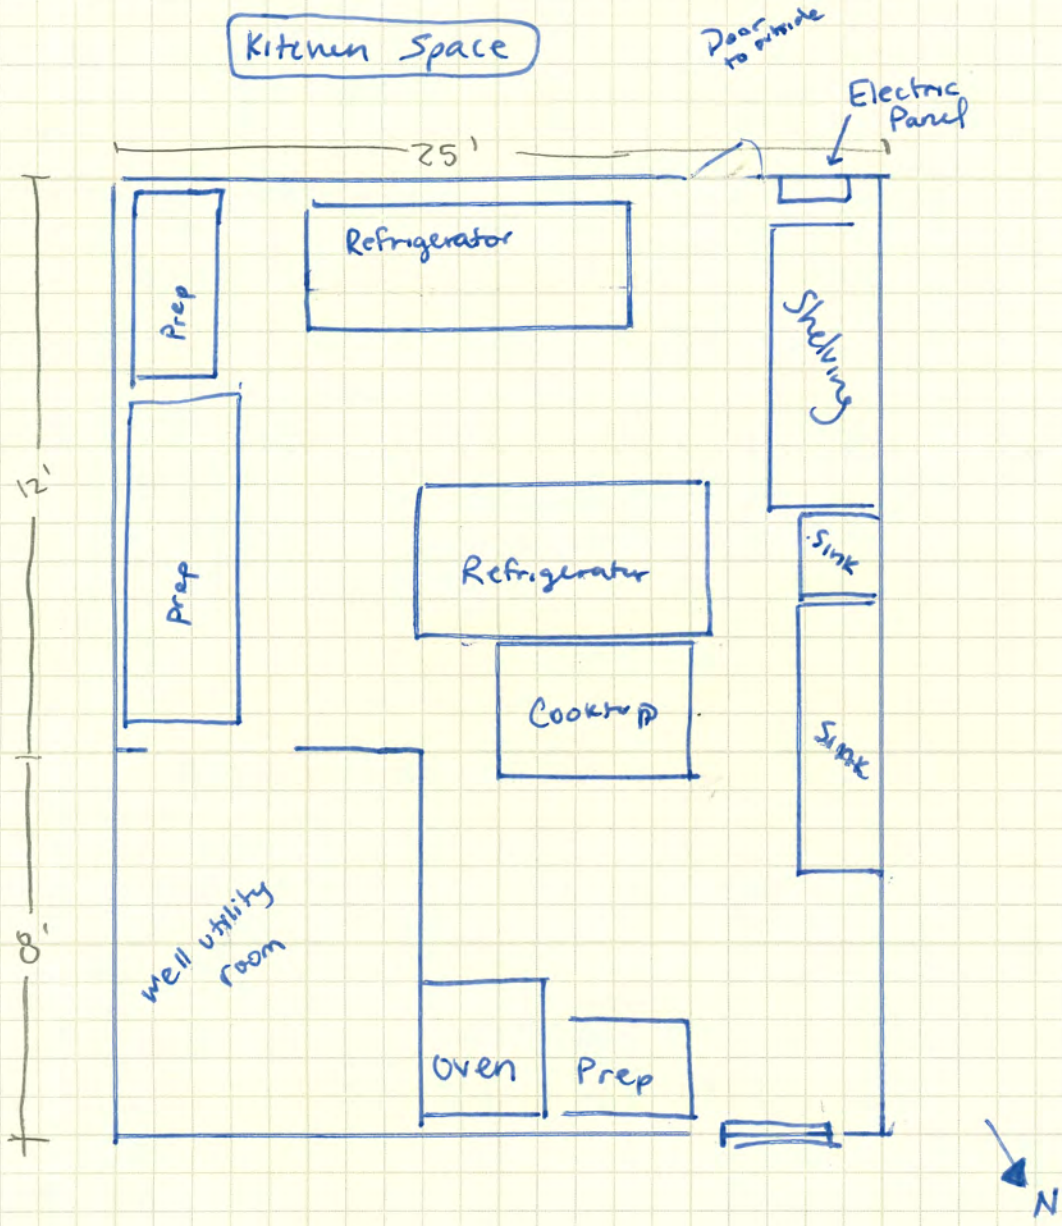 Kitchen Space
Door
to outside
Electric
Panel
25'
Refrigerator
Prep
Shelving
12'
Sink
Refrigerator
Prep
Cooktop
Sink
8'
well utility
room
Oven
Prep
N